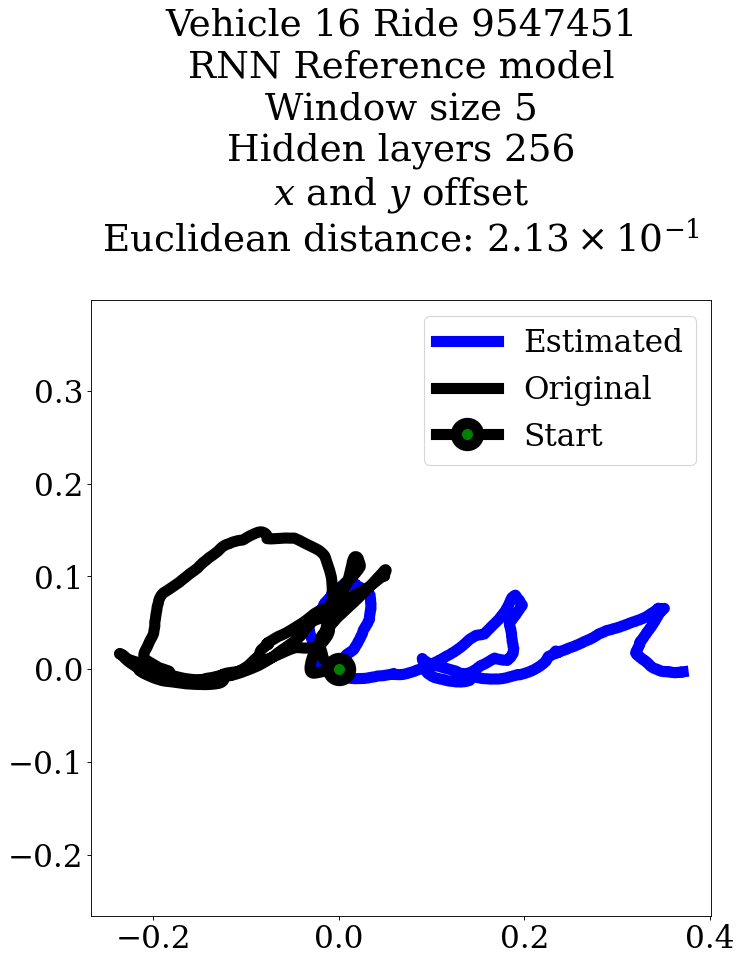 Vehicle 16 Ride 9547451
RNN Reference model
Window size 5
Hidden layers 256
x and y offset
Euclidean distance: 2.13 × 10⁻¹
Estimated
Original
Start
0.3
0.2
0.1
0.0
−0.1
−0.2
−0.2 0.0 0.2 0.4